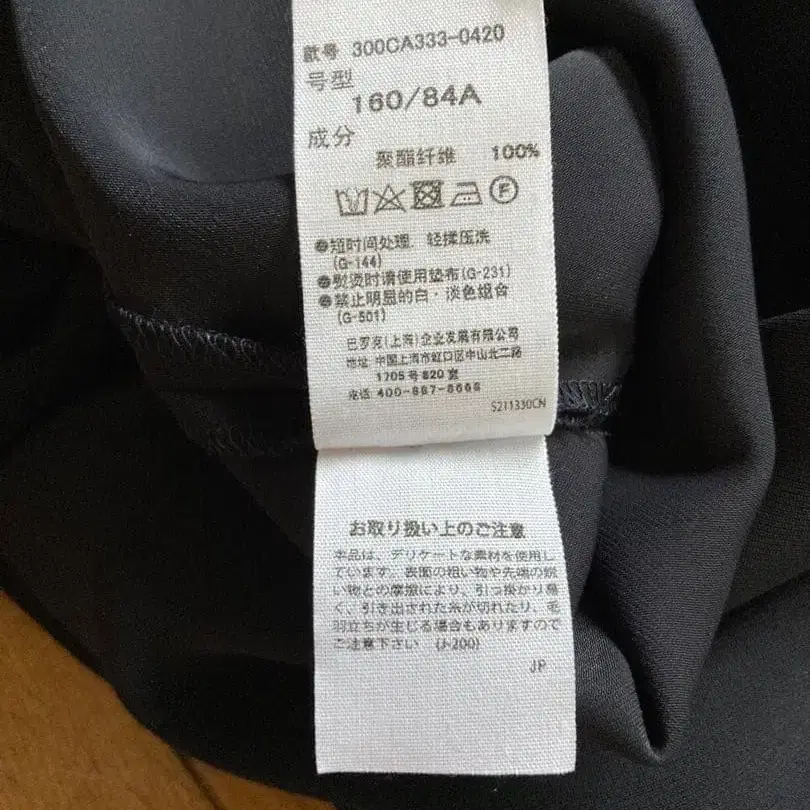 款号 300CA333-0420
号型
160/84A
成分
聚酯纤维 100%
F
●短时间处理，轻揉压洗
(G-144)
●熨烫时请使用垫布(G-231)
●禁止明显的白·淡色组合
(G-501)
巴罗克(上海)企业发展有限公司
地址:中国上海市虹口区中山北二路
1705号820室
电话:400-887-8668
S211330CN
お取り扱い上のご注意
本品は、デリケートな素材を使用し
ています。表面の粗い物や先端の鋭
い物との摩擦により、引っ掛かり易
く、引き出された糸が切れたり、毛
羽立ちが生じる場合もありますので
ご注意下さい (J-200)
JP